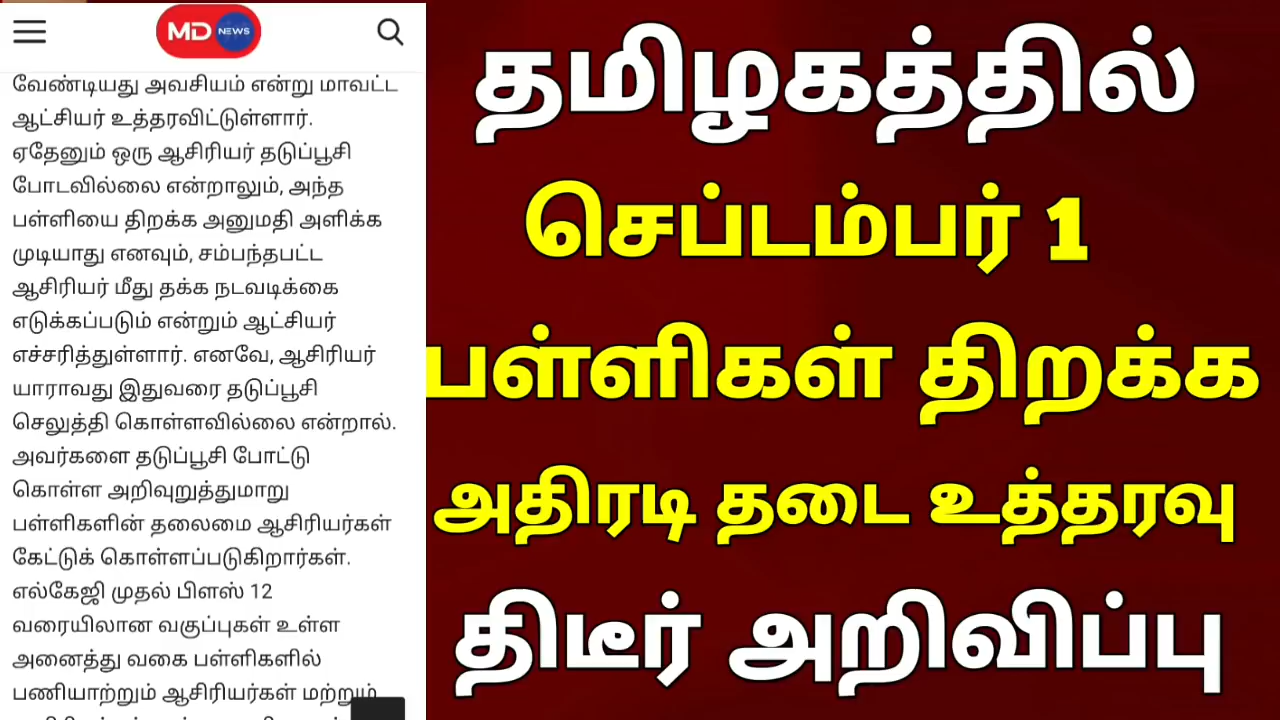 MD NEWS
வேண்டியது அவசியம் என்று மாவட்ட
ஆட்சியர் உத்தரவிட்டுள்ளார்.
ஏதேனும் ஒரு ஆசிரியர் தடுப்பூசி
போடவில்லை என்றாலும், அந்த
பள்ளியை திறக்க அனுமதி அளிக்க
முடியாது எனவும், சம்பந்தபட்ட
ஆசிரியர் மீது தக்க நடவடிக்கை
எடுக்கப்படும் என்றும் ஆட்சியர்
எச்சரித்துள்ளார். எனவே, ஆசிரியர்
யாராவது இதுவரை தடுப்பூசி
செலுத்தி கொள்ளவில்லை என்றால்.
அவர்களை தடுப்பூசி போட்டு
கொள்ள அறிவுறுத்துமாறு
பள்ளிகளின் தலைமை ஆசிரியர்கள்
கேட்டுக் கொள்ளப்படுகிறார்கள்.
எல்கேஜி முதல் பிளஸ் 12
வரையிலான வகுப்புகள் உள்ள
அனைத்து வகை பள்ளிகளில்
பணியாற்றும் ஆசிரியர்கள் மற்றும்
தமிழகத்தில்
செப்டம்பர் 1
பள்ளிகள் திறக்க
அதிரடி தடை உத்தரவு
திடீர் அறிவிப்பு